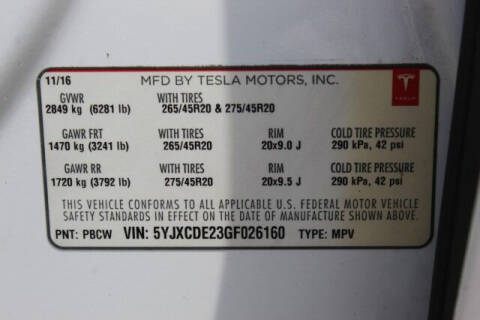 11/16 MFD BY TESLA MOTORS, INC.
GVWR WITH TIRES
2849 kg (6281 lb) 265/45R20 & 275/45R20
TESLA
GAWR FRT WITH TIRES RIM COLD TIRE PRESSURE
1470 kg (3241 lb) 265/45R20 20x9.0 J 290 kPa, 42 psi
GAWR RR WITH TIRES RIM COLD TIRE PRESSURE
1720 kg (3792 lb) 275/45R20 20x9.5 J 290 kPa, 42 psi
THIS VEHICLE CONFORMS TO ALL APPLICABLE U.S. FEDERAL MOTOR VEHICLE
SAFETY STANDARDS IN EFFECT ON THE DATE OF MANUFACTURE SHOWN ABOVE.
PNT: PBCW VIN: 5YJXCDE23GF026160 TYPE: MPV